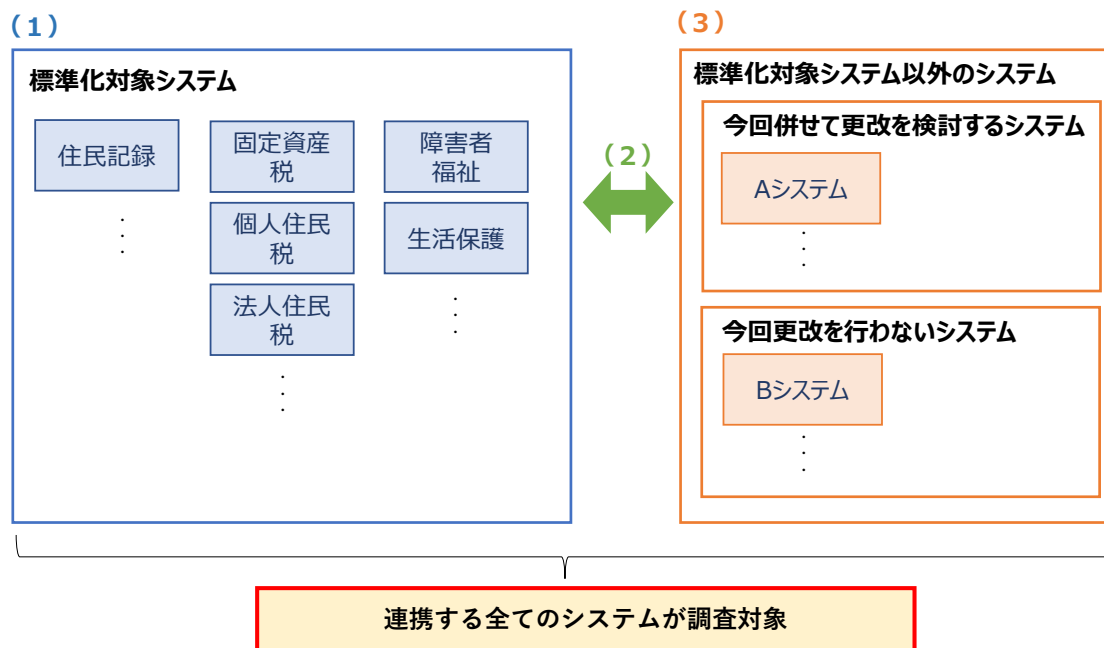 （1）
標準化対象システム
住民記録
・
・
・
固定資産
税
個人住民
税
法人住民
税
・
・
・
障害者
福祉
生活保護
・
・
・
（2）
（3）
標準化対象システム以外のシステム
今回併せて更改を検討するシステム
Aシステム
・
・
・
今回更改を行わないシステム
Bシステム
・
・
・
連携する全てのシステムが調査対象